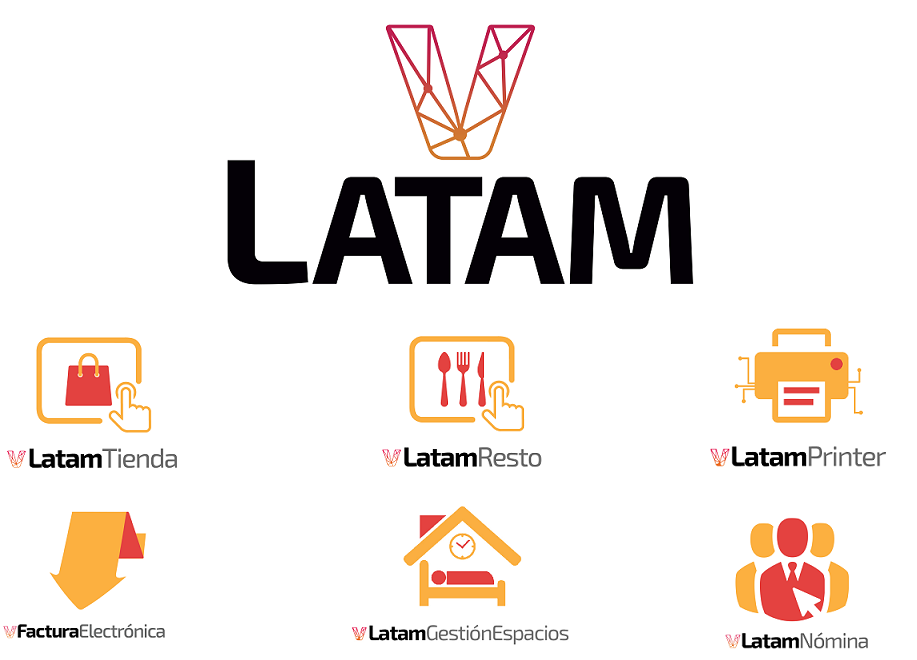 V
LATAM
V LatamTienda
V LatamResto
V LatamPrinter
V FacturaElectrónica
V LatamGestiónEspacios
V LatamNómina